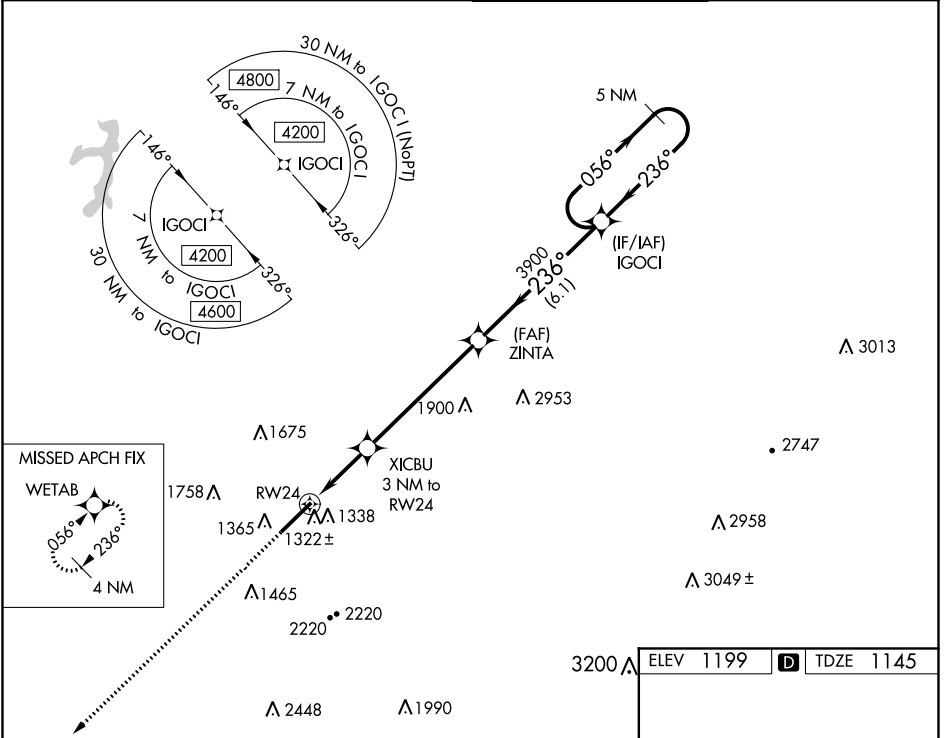 30 NM to IGOCI (NoPT)
4800
7 NM to IGOCI
146°
4200
IGOCI
326°
146°
IGOCI
4200
7 NM to IGOCI
326°
4600
30 NM to IGOCI
5 NM
056°
236°
(IF/IAF)
IGOCI
3900
236°
(6.1)
(FAF)
ZINTA
3013
1900
2953
1675
2747
XICBU
3 NM to
RW24
MISSED APCH FIX
WETAB
056°
236°
4 NM
1758
RW24
1365
1338
1322 ±
2958
1465
3049 ±
2220
2220
3200
ELEV 1199 D TDZE 1145
2448
1990